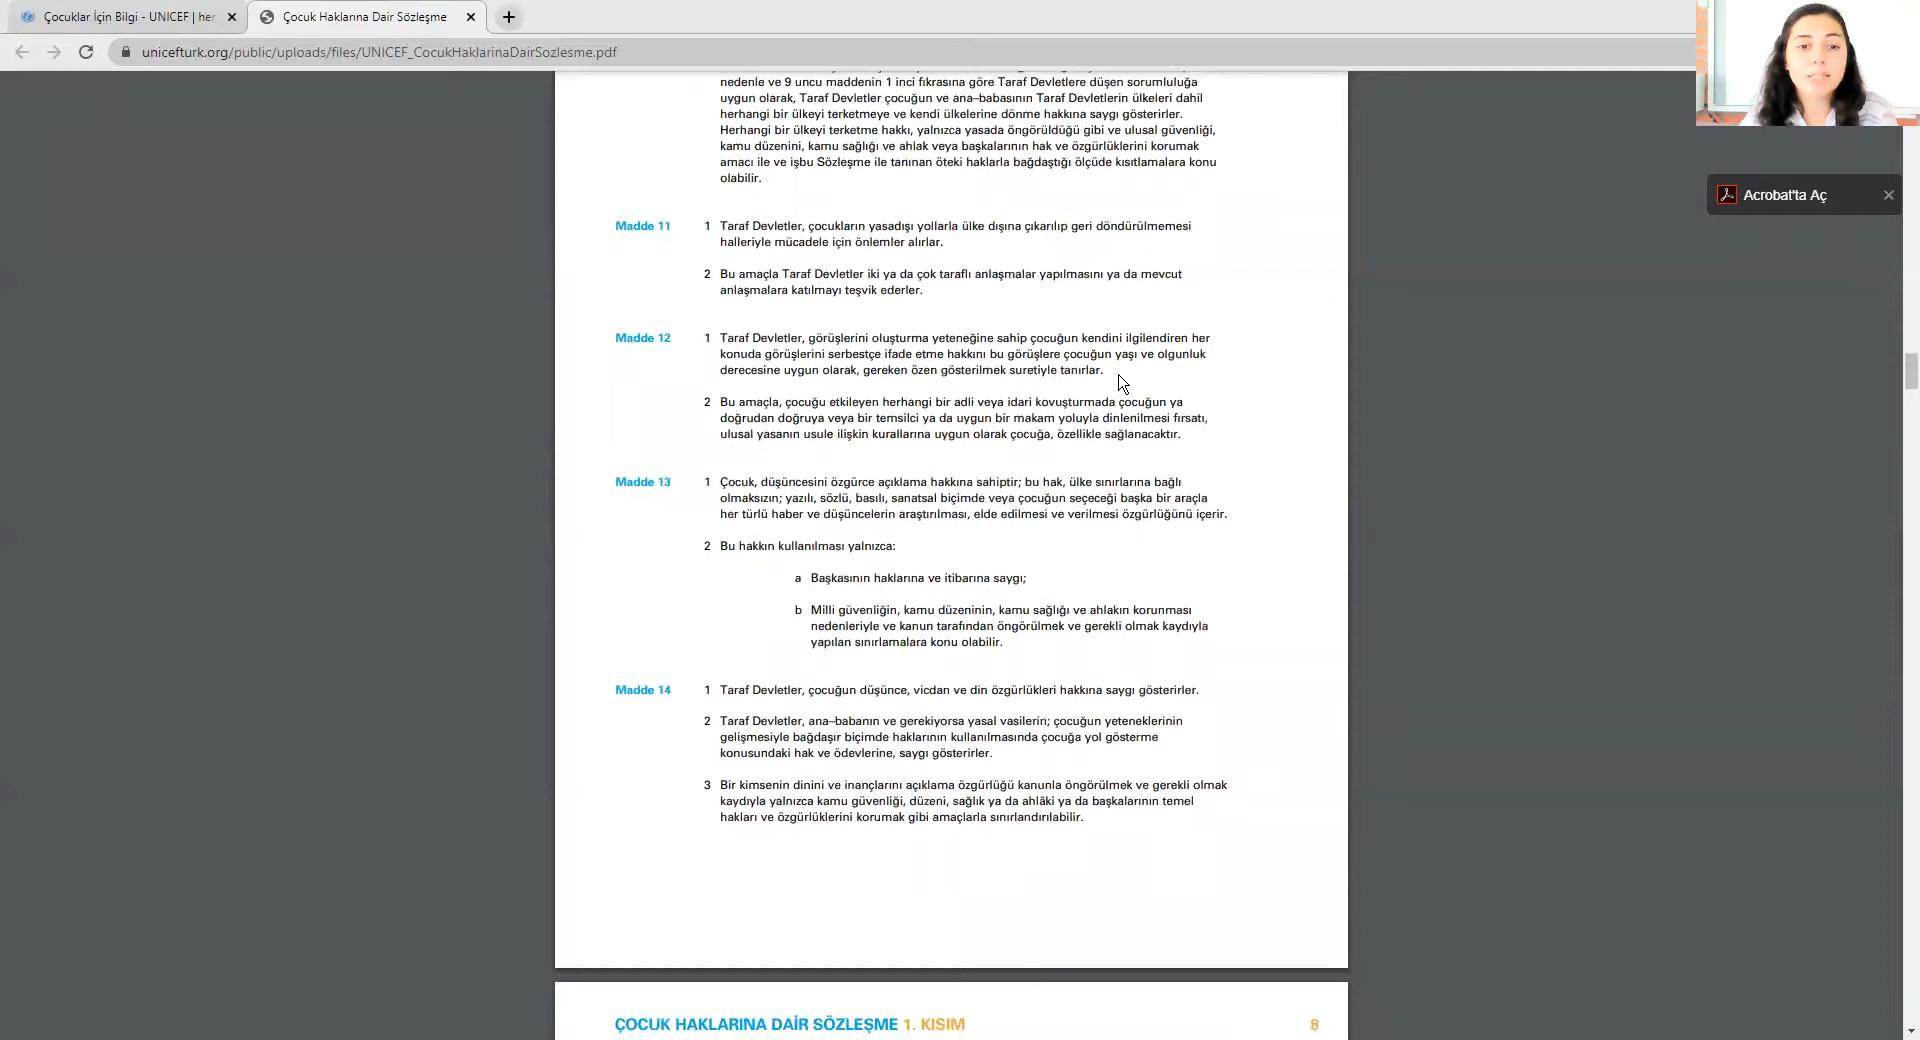 Çocuklar İçin Bilgi - UNICEF | her
Çocuk Haklarına Dair Sözleşme
unicefturk.org/public/uploads/files/UNICEF_CocukHaklarinaDairSozlesme.pdf
Acrobat'ta Aç
nedenle ve 9 uncu maddenin 1 inci fıkrasına göre Taraf Devletlere düşen sorumluluğa
uygun olarak, Taraf Devletler çocuğun ve ana–babasının Taraf Devletlerin ülkeleri dahil
herhangi bir ülkeyi terketmeye ve kendi ülkelerine dönme hakkına saygı gösterirler.
Herhangi bir ülkeyi terketme hakkı, yalnızca yasada öngörüldüğü gibi ve ulusal güvenliği,
kamu düzenini, kamu sağlığı ve ahlak veya başkalarının hak ve özgürlüklerini korumak
amacı ile ve işbu Sözleşme ile tanınan öteki haklarla bağdaştığı ölçüde kısıtlamalara konu
olabilir.
Madde 11 1 Taraf Devletler, çocukların yasadışı yollarla ülke dışına çıkarılıp geri döndürülmemesi
halleriyle mücadele için önlemler alırlar.
2 Bu amaçla Taraf Devletler iki ya da çok taraflı anlaşmalar yapılmasını ya da mevcut
anlaşmalara katılmayı teşvik ederler.
Madde 12 1 Taraf Devletler, görüşlerini oluşturma yeteneğine sahip çocuğun kendini ilgilendiren her
konuda görüşlerini serbestçe ifade etme hakkını bu görüşlere çocuğun yaşı ve olgunluk
derecesine uygun olarak, gereken özen gösterilmek suretiyle tanırlar.
2 Bu amaçla, çocuğu etkileyen herhangi bir adli veya idari kovuşturmada çocuğun ya
doğrudan doğruya veya bir temsilci ya da uygun bir makam yoluyla dinlenilmesi fırsatı,
ulusal yasanın usule ilişkin kurallarına uygun olarak çocuğa, özellikle sağlanacaktır.
Madde 13 1 Çocuk, düşüncesini özgürce açıklama hakkına sahiptir; bu hak, ülke sınırlarına bağlı
olmaksızın; yazılı, sözlü, basılı, sanatsal biçimde veya çocuğun seçeceği başka bir araçla
her türlü haber ve düşüncelerin araştırılması, elde edilmesi ve verilmesi özgürlüğünü içerir.
2 Bu hakkın kullanılması yalnızca:
a Başkasının haklarına ve itibarına saygı;
b Milli güvenliğin, kamu düzeninin, kamu sağlığı ve ahlakın korunması
nedenleriyle ve kanun tarafından öngörülmek ve gerekli olmak kaydıyla
yapılan sınırlamalara konu olabilir.
Madde 14 1 Taraf Devletler, çocuğun düşünce, vicdan ve din özgürlükleri hakkına saygı gösterirler.
2 Taraf Devletler, ana–babanın ve gerekiyorsa yasal vasilerin; çocuğun yeteneklerinin
gelişmesiyle bağdaşır biçimde haklarının kullanılmasında çocuğa yol gösterme
konusundaki hak ve ödevlerine, saygı gösterirler.
3 Bir kimsenin dinini ve inançlarını açıklama özgürlüğü kanunla öngörülmek ve gerekli olmak
kaydıyla yalnızca kamu güvenliği, düzeni, sağlık ya da ahlâki ya da başkalarının temel
hakları ve özgürlüklerini korumak gibi amaçlarla sınırlandırılabilir.
ÇOCUK HAKLARINA DAİR SÖZLEŞME 1. KISIM